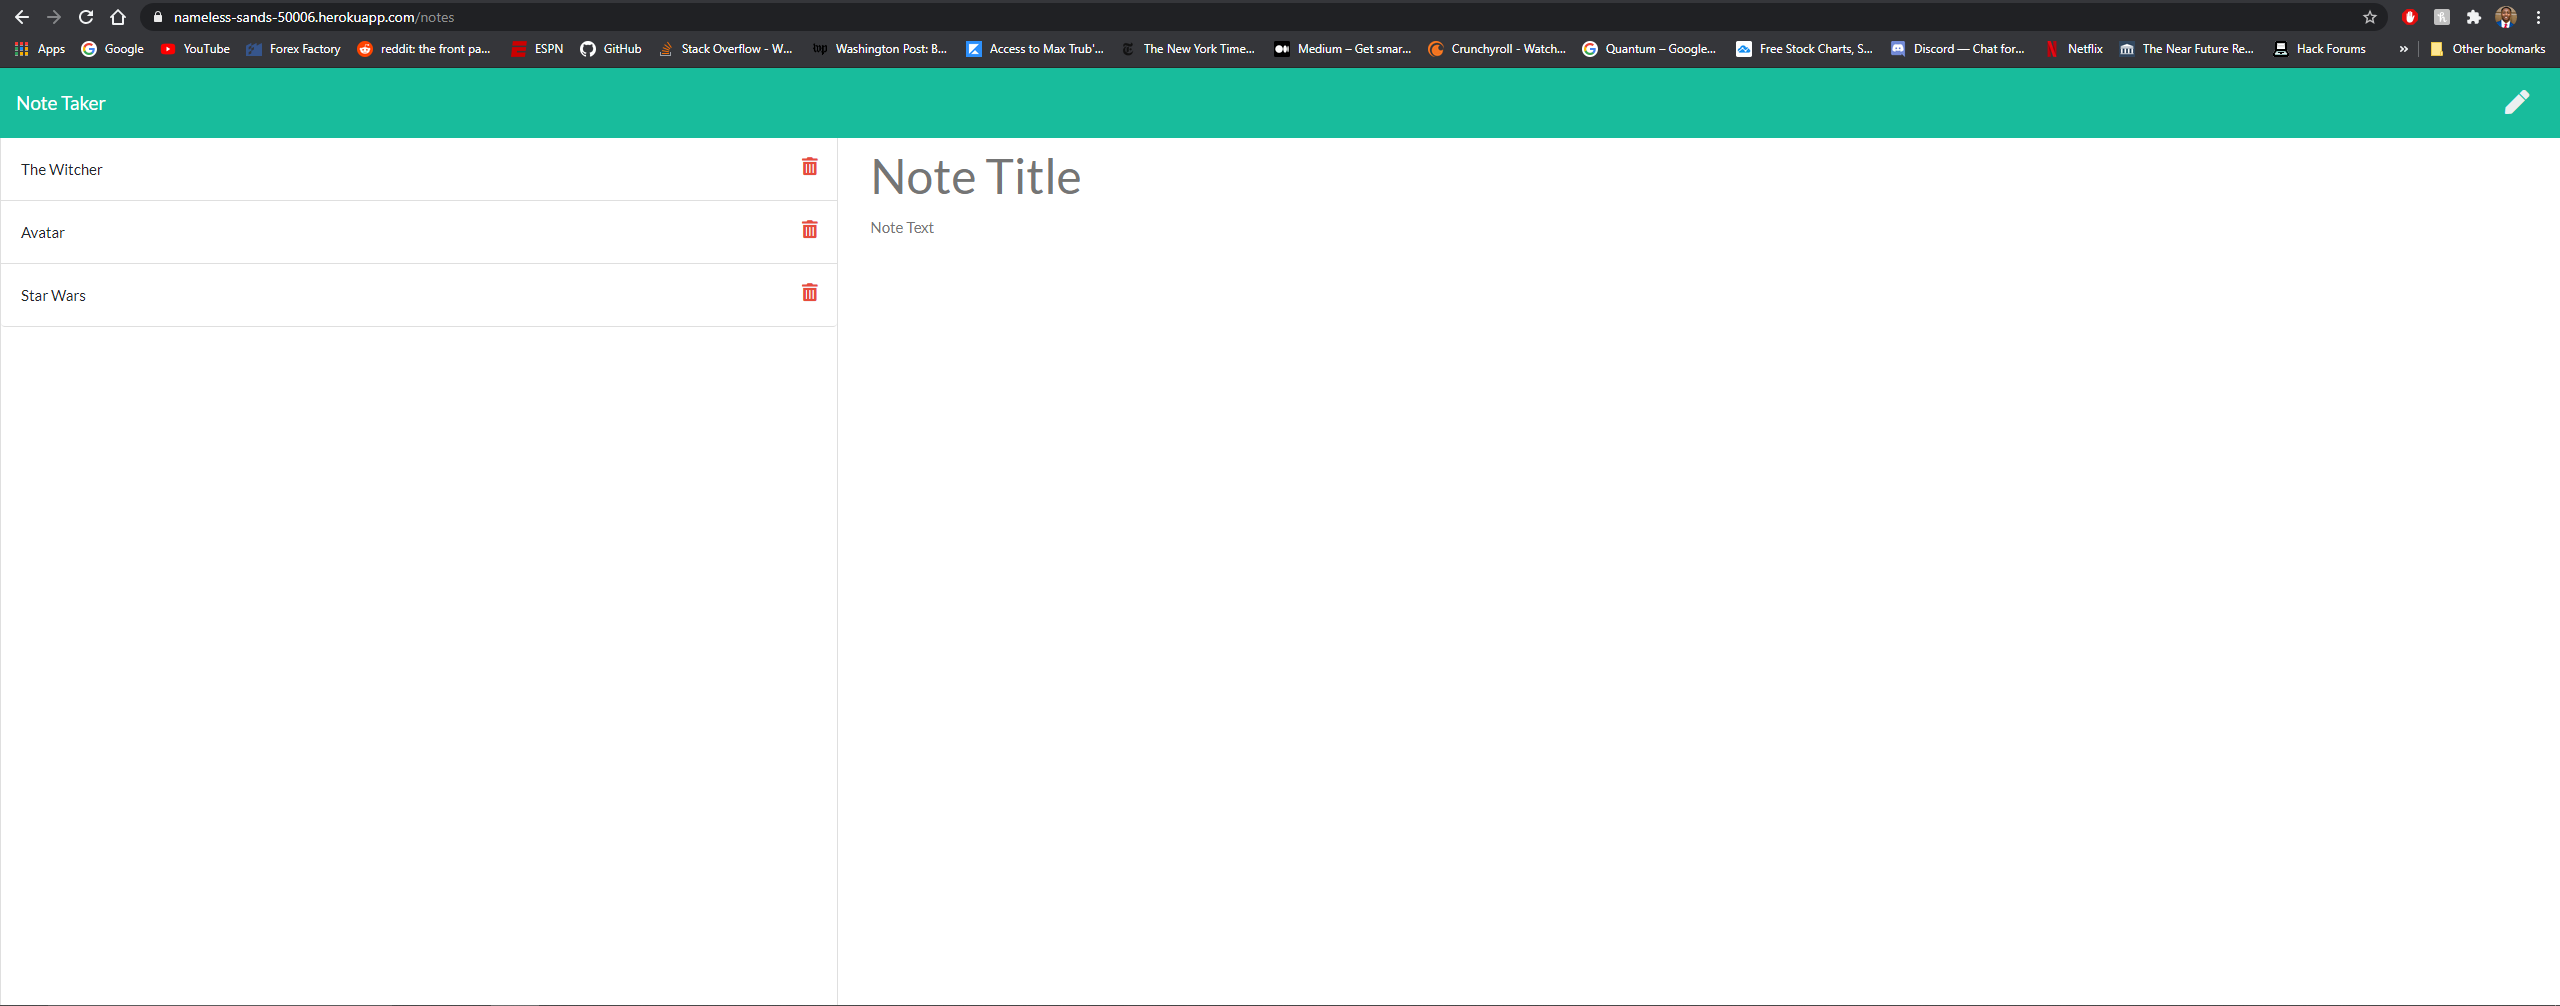 nameless-sands-50006.herokuapp.com/notes
Apps Google YouTube Forex Factory reddit: the front pa... ESPN GitHub Stack Overflow - W... Washington Post: B... Access to Max Trub'... The New York Time... Medium – Get smar... Crunchyroll - Watch... Quantum – Google... Free Stock Charts, S... Discord — Chat for... Netflix The Near Future Re... Hack Forums » Other bookmarks
Note Taker
The Witcher
Avatar
Star Wars
Note Title
Note Text